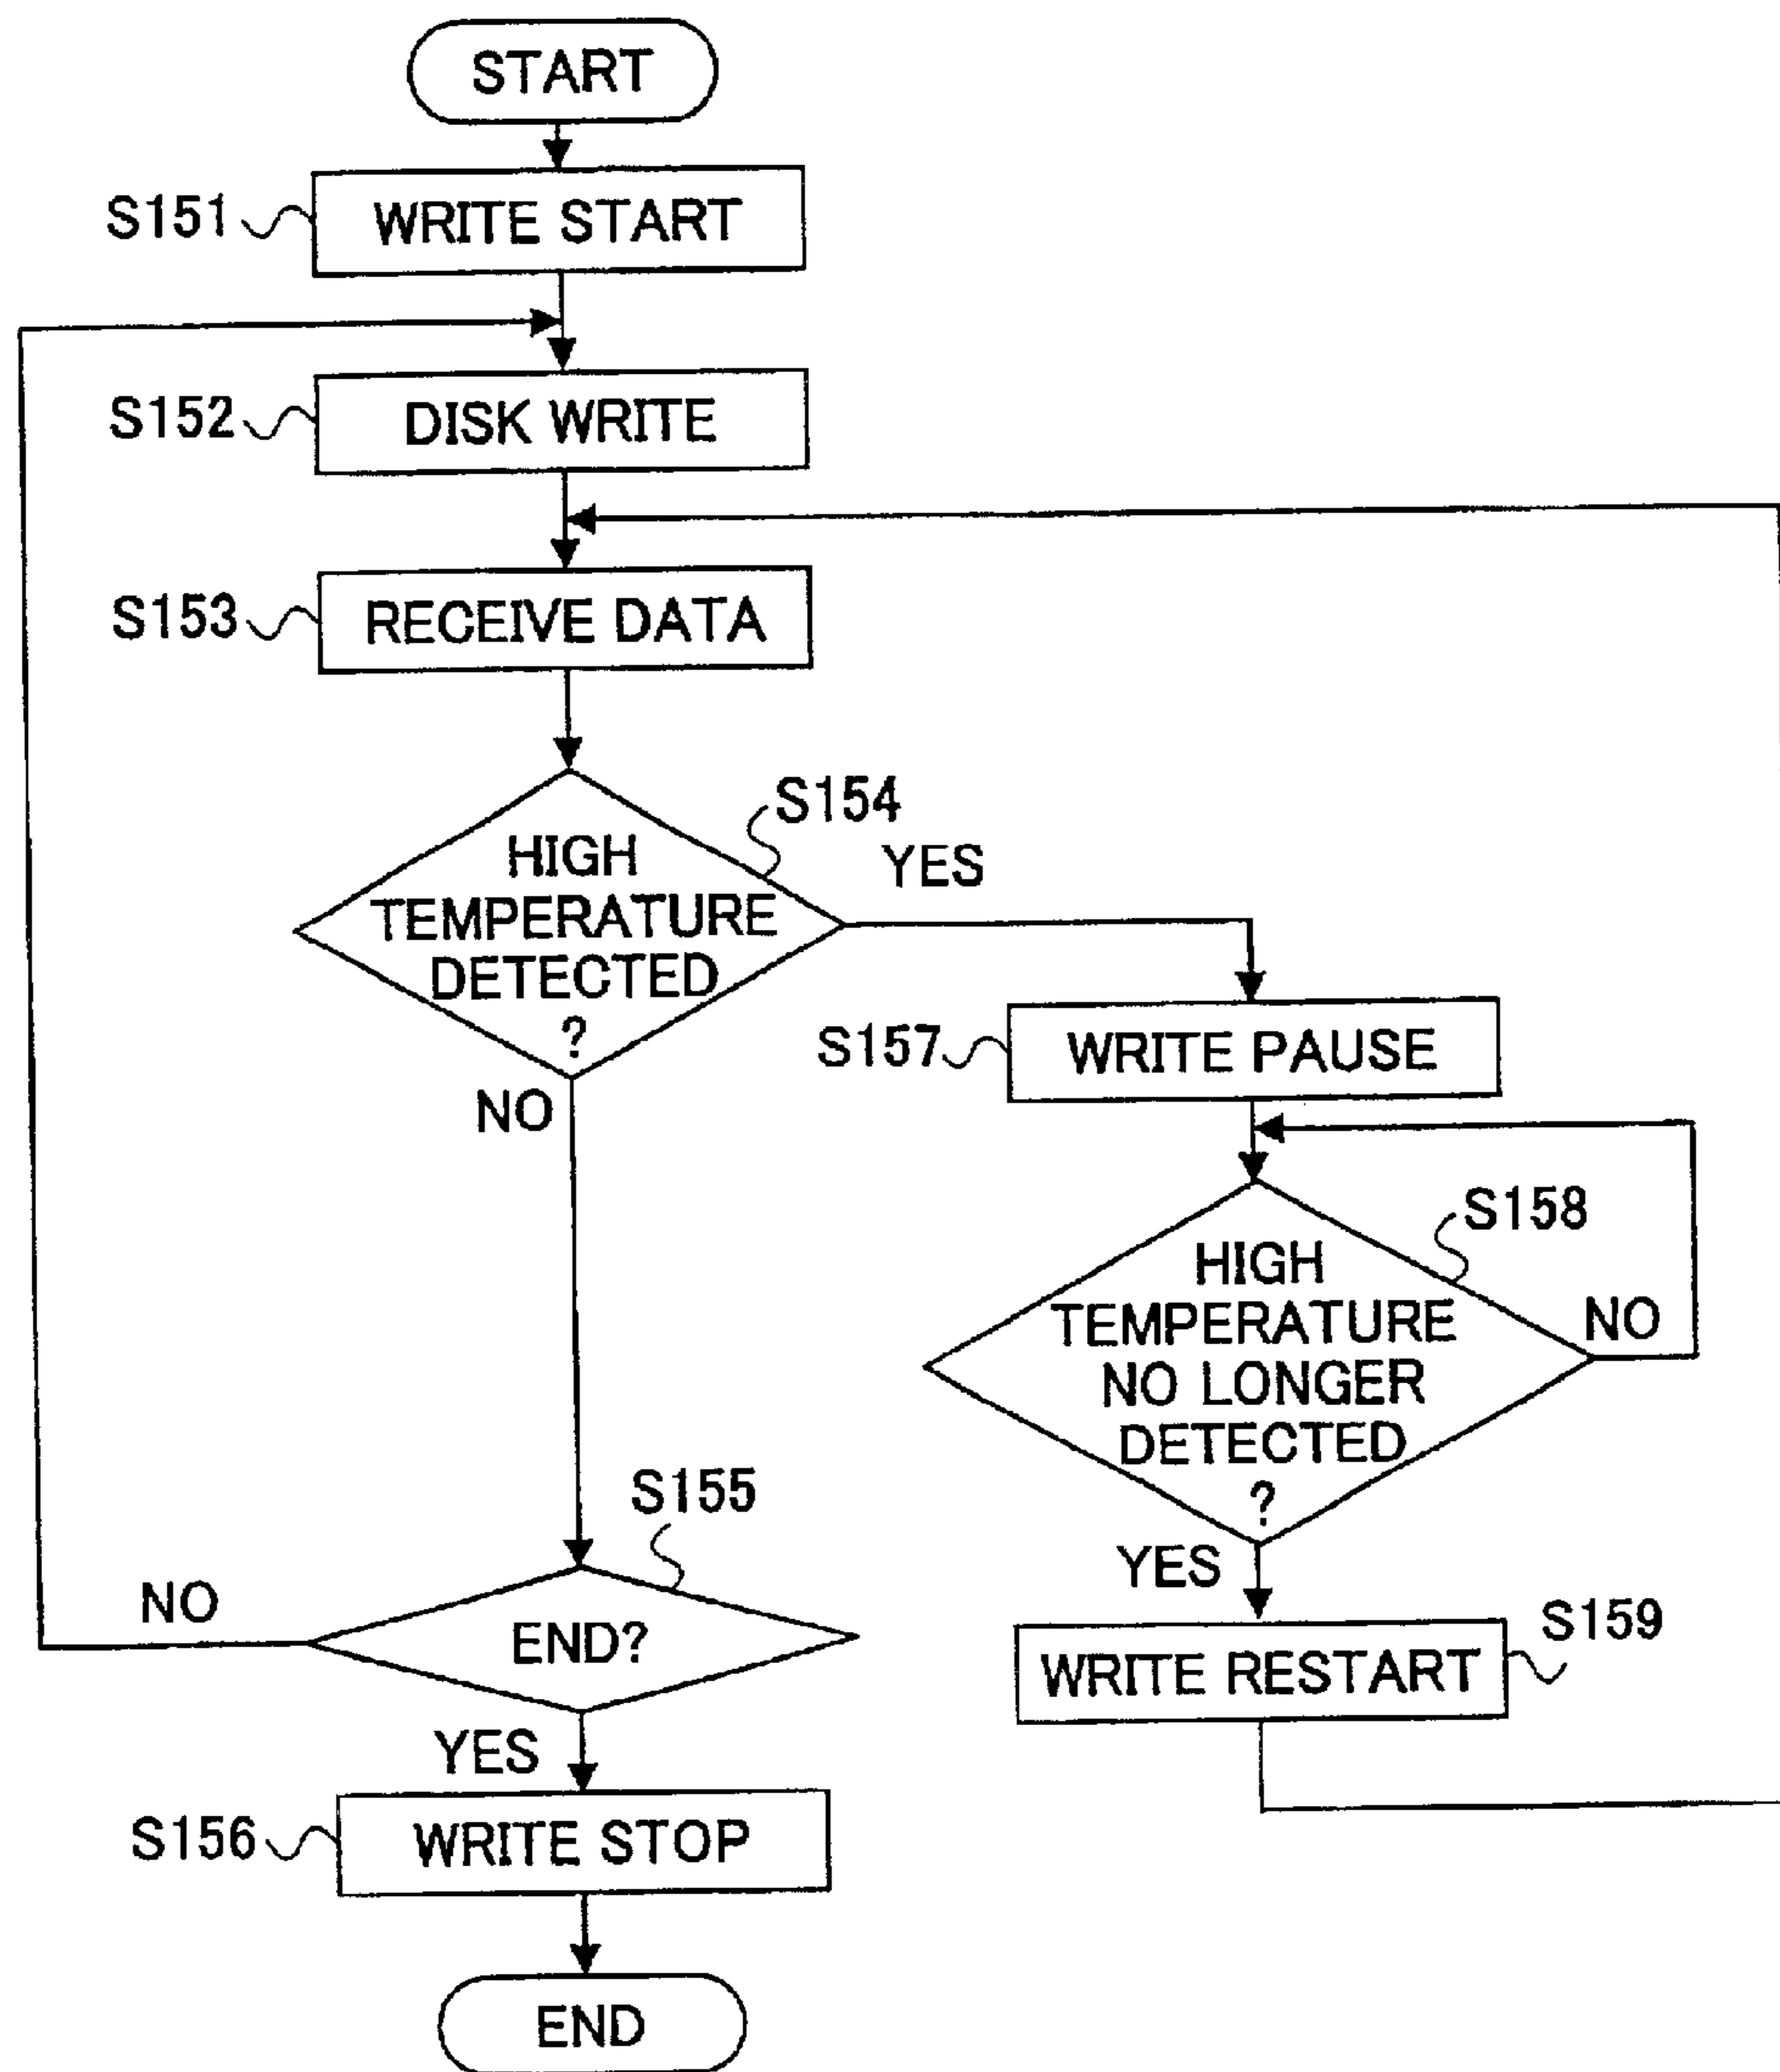 START
S151
WRITE START
S152
DISK WRITE
S153
RECEIVE DATA
S154
HIGH
TEMPERATURE
DETECTED
?
YES
NO
S157
WRITE PAUSE
S158
HIGH
TEMPERATURE
NO LONGER
DETECTED
?
NO
YES
S155
END?
NO
YES
S159
WRITE RESTART
S156
WRITE STOP
END